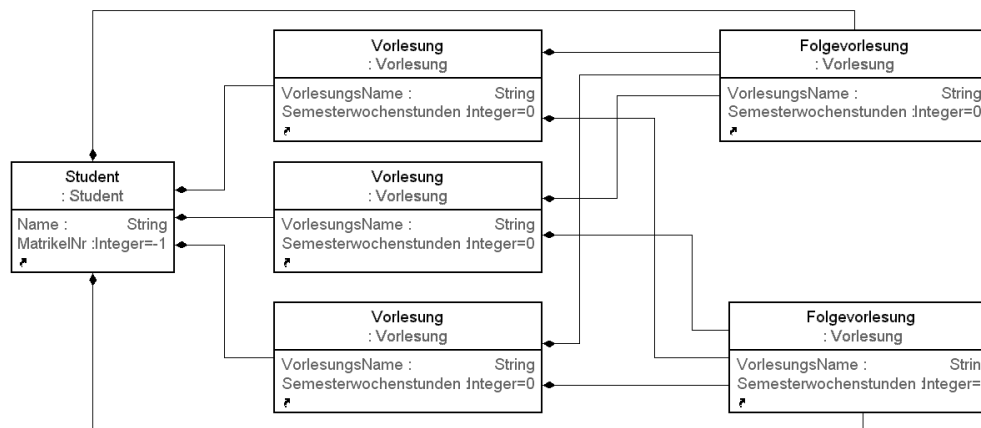 Vorlesung
: Vorlesung
VorlesungsName : String
Semesterwochenstunden :Integer=0
Folgevorlesung
: Vorlesung
VorlesungsName : String
Semesterwochenstunden :Integer=0
Student
: Student
Name : String
MatrikelNr :Integer=-1
Vorlesung
: Vorlesung
VorlesungsName : String
Semesterwochenstunden :Integer=0
Vorlesung
: Vorlesung
VorlesungsName : String
Semesterwochenstunden :Integer=0
Folgevorlesung
: Vorlesung
VorlesungsName : Strin
Semesterwochenstunden :Integer=